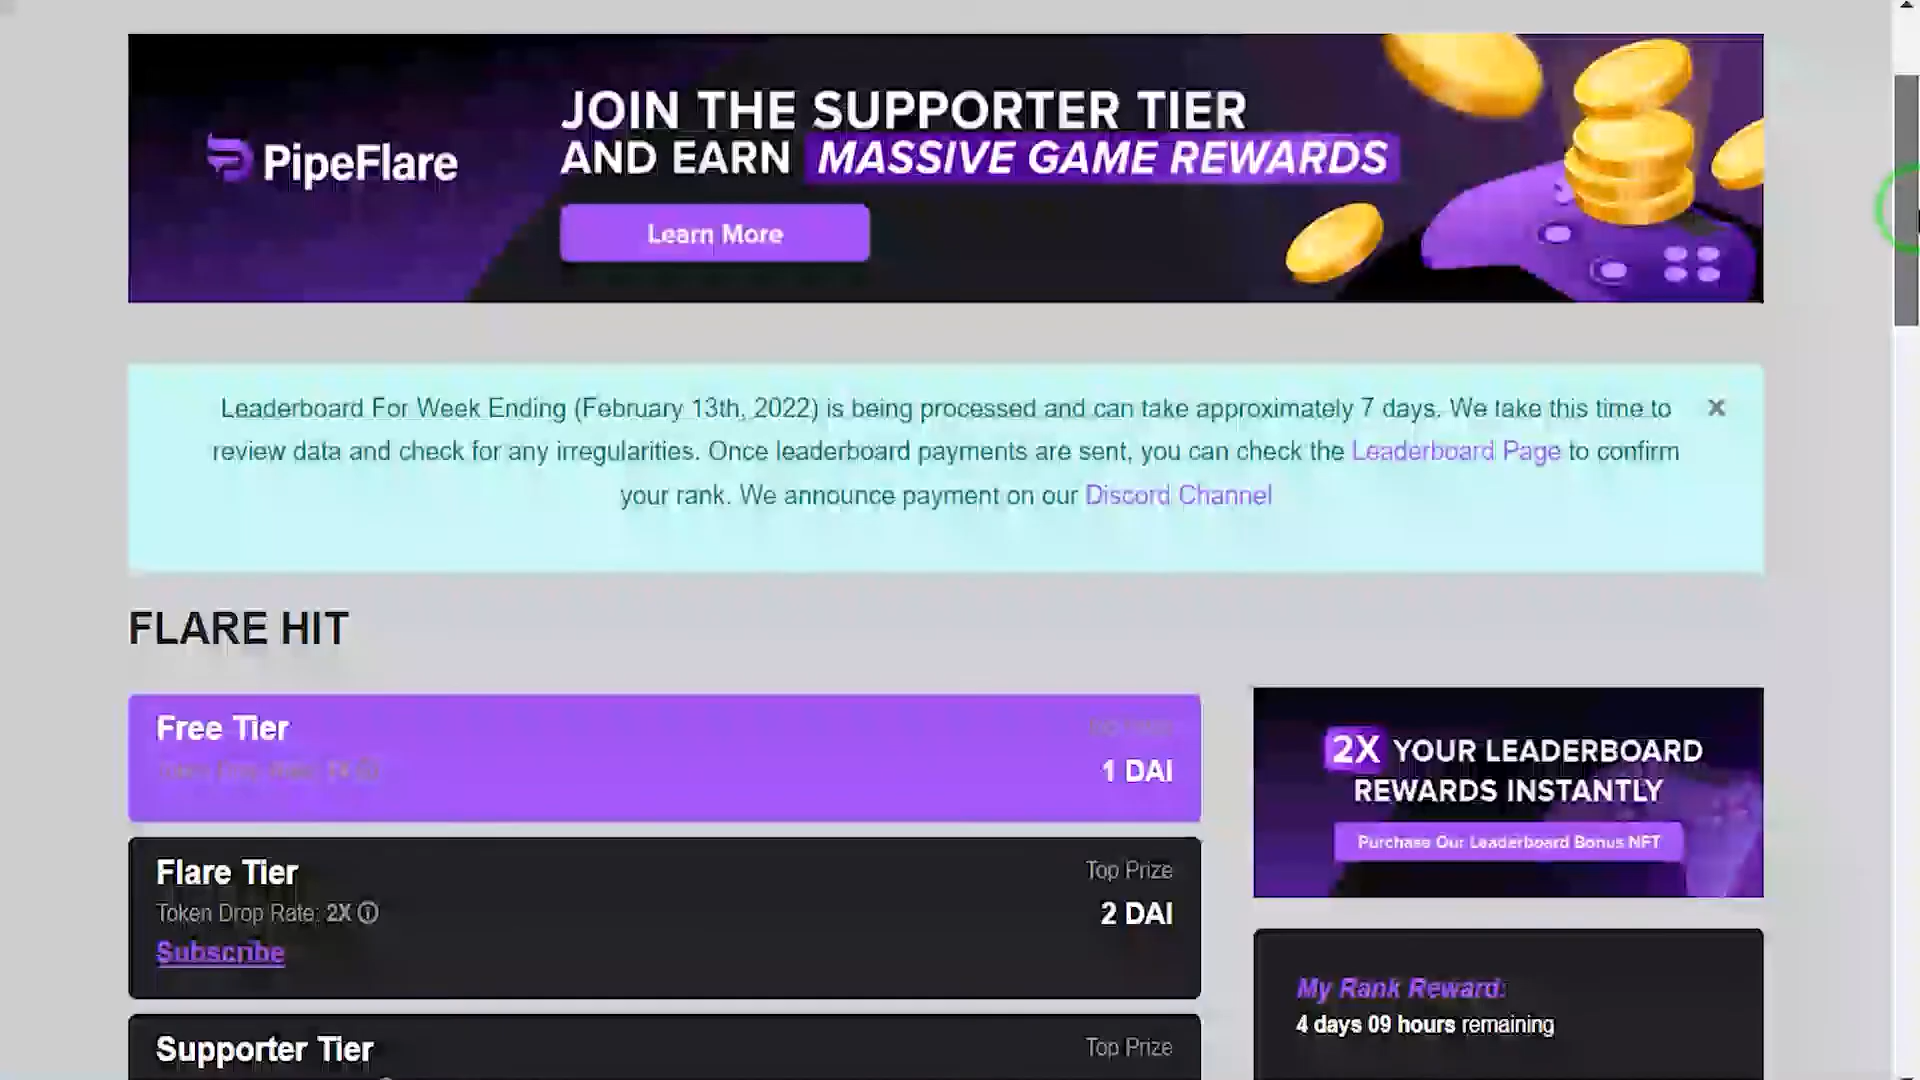 JOIN THE SUPPORTER TIER
AND EARN MASSIVE GAME REWARDS
PipeFlare
Learn More
Leaderboard For Week Ending (February 13th, 2022) is being processed and can take approximately 7 days. We take this time to
review data and check for any irregularities. Once leaderboard payments are sent, you can check the Leaderboard Page to confirm
your rank. We announce payment on our Discord Channel
FLARE HIT
Free Tier
1 DAI
Flare Tier
Top Prize
Token Drop Rate: 2X
2 DAI
Subscribe
Supporter Tier
Top Prize
2X YOUR LEADERBOARD
REWARDS INSTANTLY
Purchase Our Leaderboard Bonus NFT
My Rank Reward:
4 days 09 hours remaining